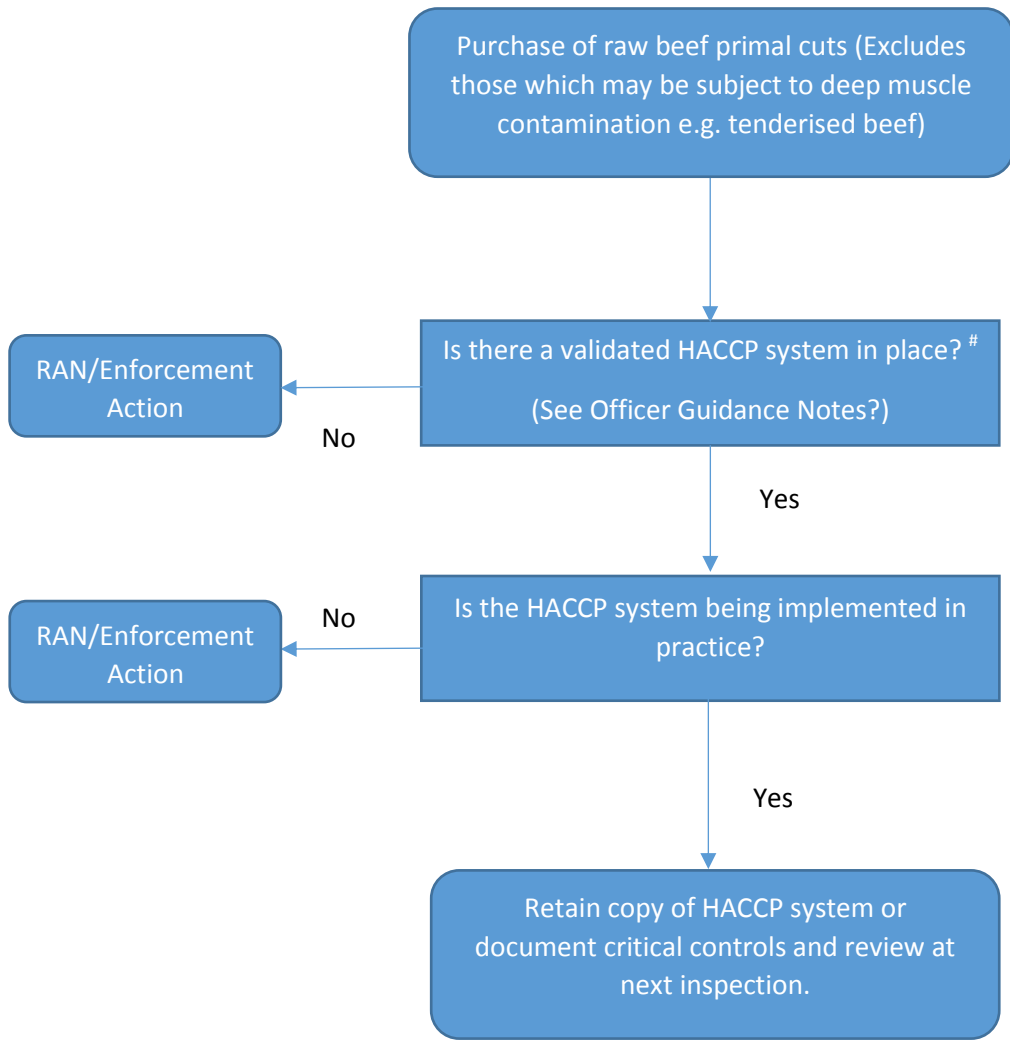 Purchase of raw beef primal cuts (Excludes
those which may be subject to deep muscle
contamination e.g. tenderised beef)
Is there a validated HACCP system in place? #
(See Officer Guidance Notes?)
RAN/Enforcement
Action
No
Yes
Is the HACCP system being implemented in
practice?
RAN/Enforcement
Action
No
Yes
Retain copy of HACCP system or
document critical controls and review at
next inspection.